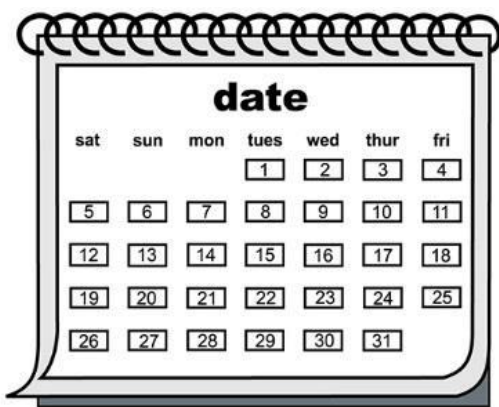 date
sat sun mon tues wed thur fri
1 2 3 4
5 6 7 8 9 10 11
12 13 14 15 16 17 18
19 20 21 22 23 24 25
26 27 28 29 30 31